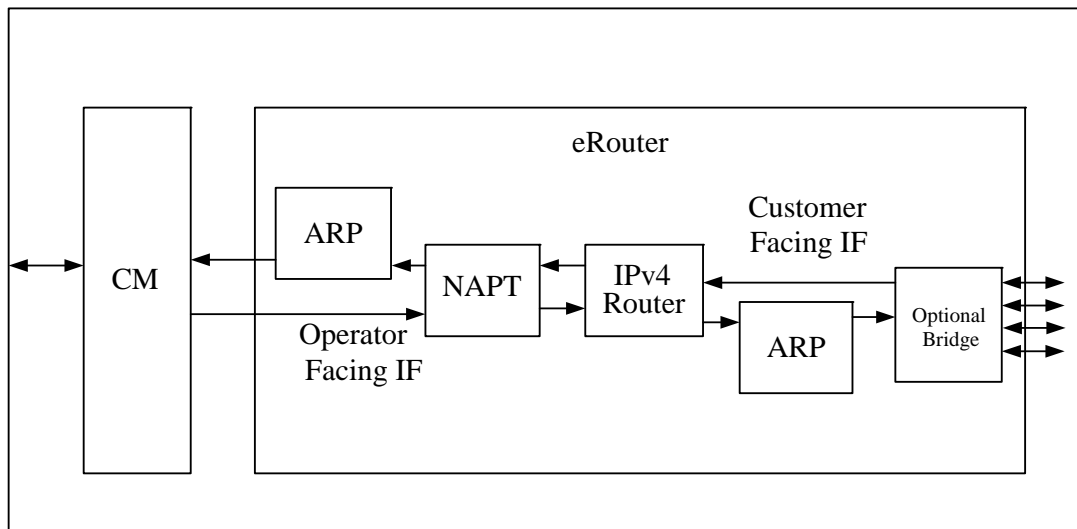 eRouter
Customer
Facing IF
ARP
CM
NAPT
IPv4
Router
Optional
Bridge
ARP
Operator
Facing IF